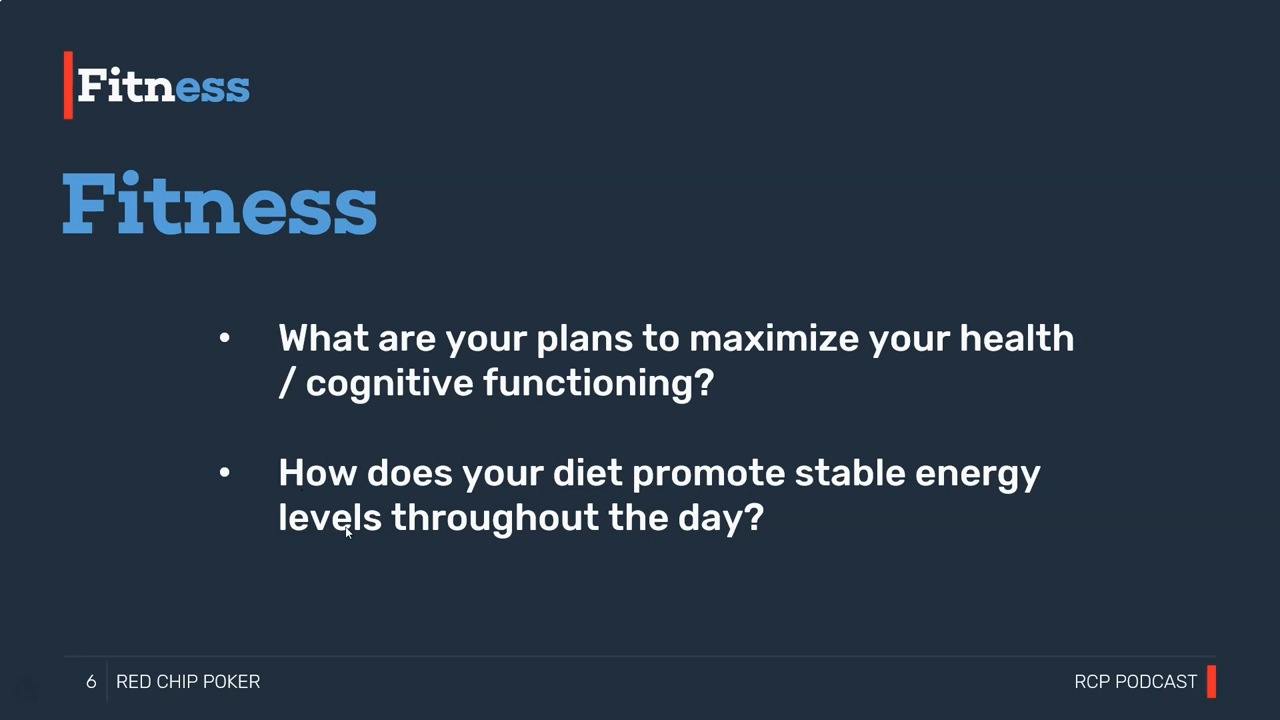 Fitness
Fitness
• What are your plans to maximize your health
/ cognitive functioning?
• How does your diet promote stable energy
levels throughout the day?
6 RED CHIP POKER
RCP PODCAST